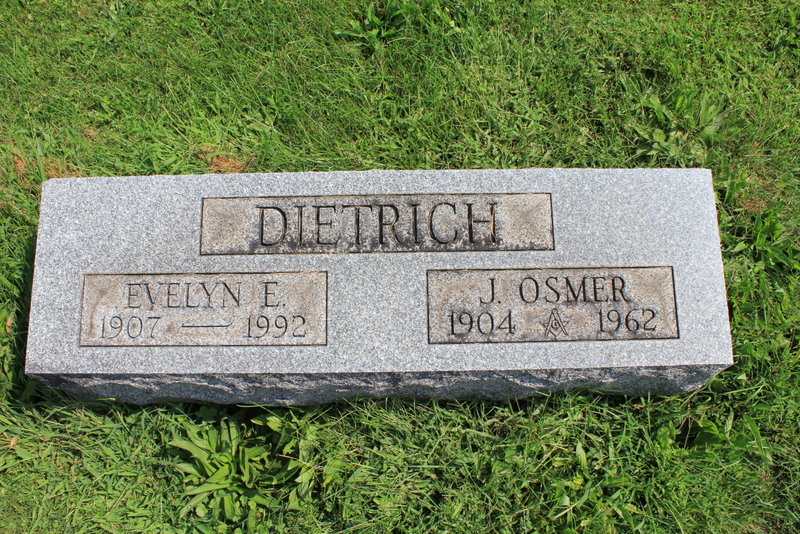 DIETRICH
EVELYN E.
1907 — 1992
J. OSMER
1904 G 1962